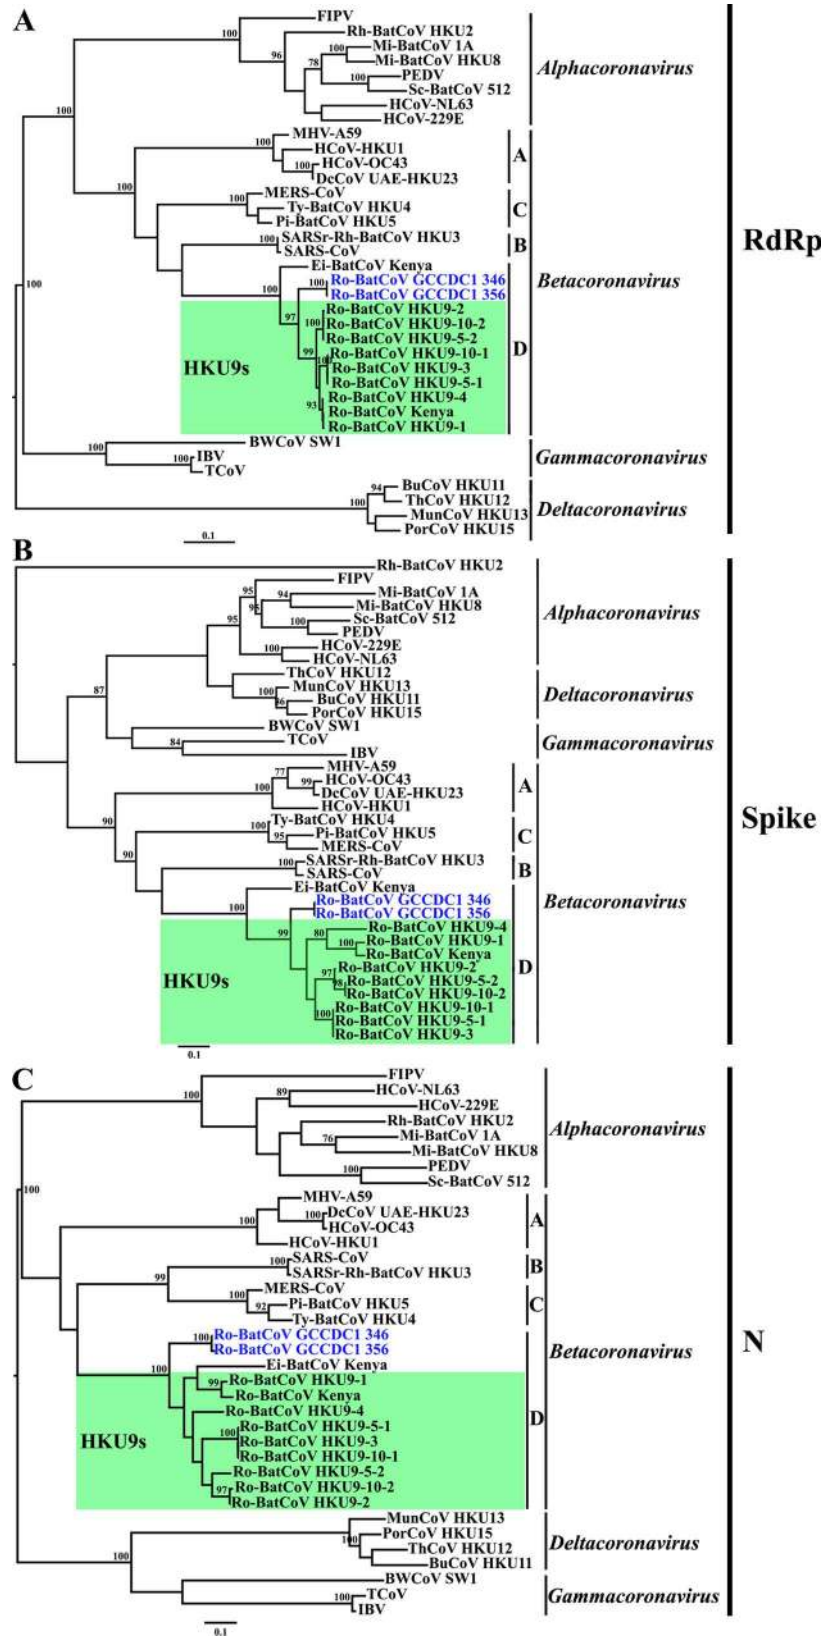 A
FIPV
100
Rh-BatCoV HKU2
Mi-BatCoV 1A
100
96
78
Mi-BatCoV HKU8
PEDV
100
Sc-BatCoV 512
HCoV-NL63
HCoV-229E
Alphacoronavirus
100
MHV-A59
100
HCoV-HKU1
HCoV-OC43
100
DcCoV UAE-HKU23
A
100
MERS-CoV
100
Ty-BatCoV HKU4
Pi-BatCoV HKU5
C
SARSr-Rh-BatCoV HKU3
100
SARS-CoV
B
RdRp
Ei-BatCoV Kenya
100
Ro-BatCoV GCCDC1 346
100
Ro-BatCoV GCCDC1 356
Betacoronavirus
100
Ro-BatCoV HKU9-2
97
100
Ro-BatCoV HKU9-10-2
Ro-BatCoV HKU9-5-2
Ro-BatCoV HKU9-10-1
99
100
Ro-BatCoV HKU9-3
HKU9s
Ro-BatCoV HKU9-5-1
Ro-BatCoV HKU9-4
93
Ro-BatCoV Kenya
Ro-BatCoV HKU9-1
D
BWCoV SW1
100
IBV
100
TCoV
Gammacoronavirus
BuCoV HKU11
94
ThCoV HKU12
100
MunCoV HKU13
PorCoV HKU15
Deltacoronavirus
0.1
B
Rh-BatCoV HKU2
FIPV
95
Mi-BatCoV 1A
94
95
Mi-BatCoV HKU8
95
Sc-BatCoV 512
100
PEDV
HCoV-229E
100
HCoV-NL63
Alphacoronavirus
ThCoV HKU12
MunCoV HKU13
100
BuCoV HKU11
86
PorCoV HKU15
Deltacoronavirus
87
BWCoV SW1
TCoV
84
IBV
Gammacoronavirus
MHV-A59
77
HCoV-OC43
99
100
DcCoV UAE-HKU23
HCoV-HKU1
A
90
Ty-BatCoV HKU4
100
Pi-BatCoV HKU5
95
MERS-CoV
C
90
SARSr-Rh-BatCoV HKU3
100
SARS-CoV
B
Spike
Ei-BatCoV Kenya
100
Ro-BatCoV GCCDC1 346
Ro-BatCoV GCCDC1 356
Betacoronavirus
99
Ro-BatCoV HKU9-4
80
Ro-BatCoV HKU9-1
100
Ro-BatCoV Kenya
Ro-BatCoV HKU9-2
97
HKU9s
Ro-BatCoV HKU9-5-2
98
Ro-BatCoV HKU9-10-2
Ro-BatCoV HKU9-10-1
100
Ro-BatCoV HKU9-5-1
Ro-BatCoV HKU9-3
D
0.1
C
FIPV
100
HCoV-NL63
89
HCoV-229E
Rh-BatCoV HKU2
Mi-BatCoV 1A
76
Mi-BatCoV HKU8
PEDV
100
Sc-BatCoV 512
Alphacoronavirus
100
MHV-A59
DcCoV UAE-HKU23
100
100
HCoV-OC43
HCoV-HKU1
A
SARS-CoV
100
SARSr-Rh-BatCoV HKU3
B
99
MERS-CoV
100
Pi-BatCoV HKU5
92
Ty-BatCoV HKU4
C
Ro-BatCoV GCCDC1 346
100
Ro-BatCoV GCCDC1 356
Betacoronavirus
N
Ei-BatCoV Kenya
100
Ro-BatCoV HKU9-1
99
Ro-BatCoV Kenya
Ro-BatCoV HKU9-4
D
Ro-BatCoV HKU9-5-1
100
HKU9s
Ro-BatCoV HKU9-3
Ro-BatCoV HKU9-10-1
Ro-BatCoV HKU9-5-2
Ro-BatCoV HKU9-10-2
97
Ro-BatCoV HKU9-2
MunCoV HKU13
PorCoV HKU15
100
ThCoV HKU12
100
BuCoV HKU11
Deltacoronavirus
BWCoV SW1
TCoV
100
IBV
Gammacoronavirus
0.1